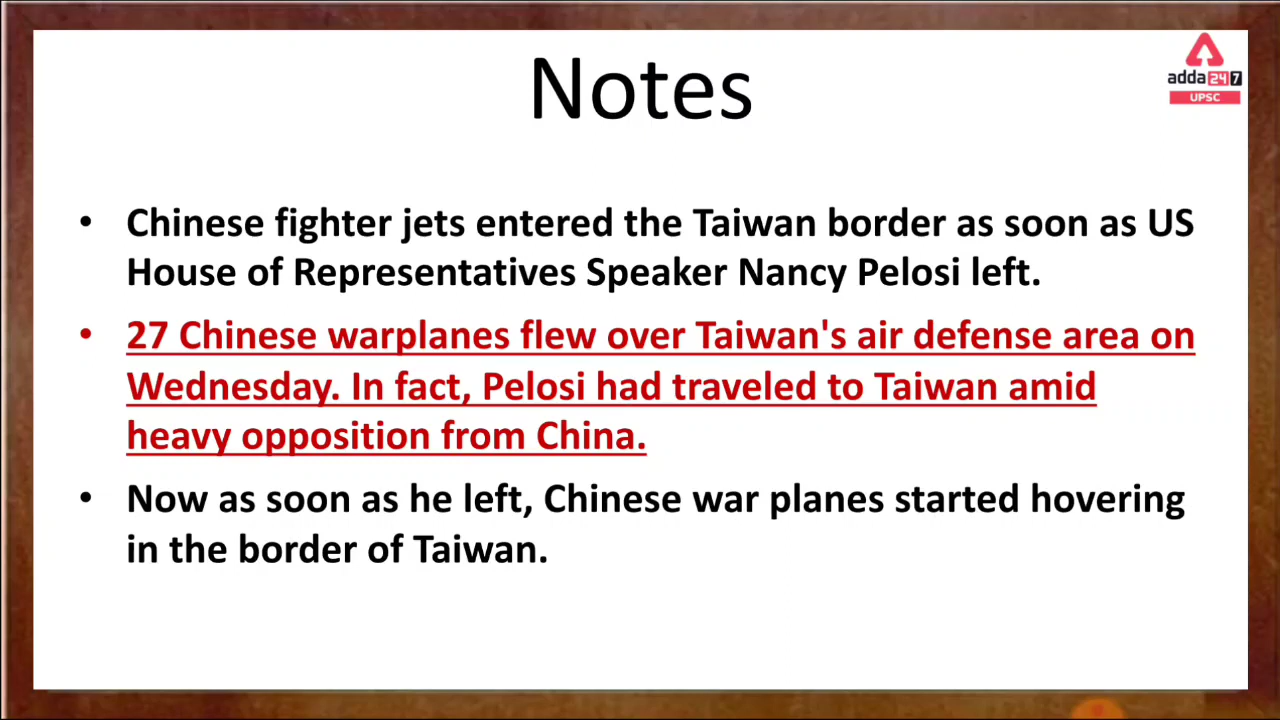 Notes
adda247
UPSC
• Chinese fighter jets entered the Taiwan border as soon as US
House of Representatives Speaker Nancy Pelosi left.
• 27 Chinese warplanes flew over Taiwan's air defense area on
Wednesday. In fact, Pelosi had traveled to Taiwan amid
heavy opposition from China.
• Now as soon as he left, Chinese war planes started hovering
in the border of Taiwan.